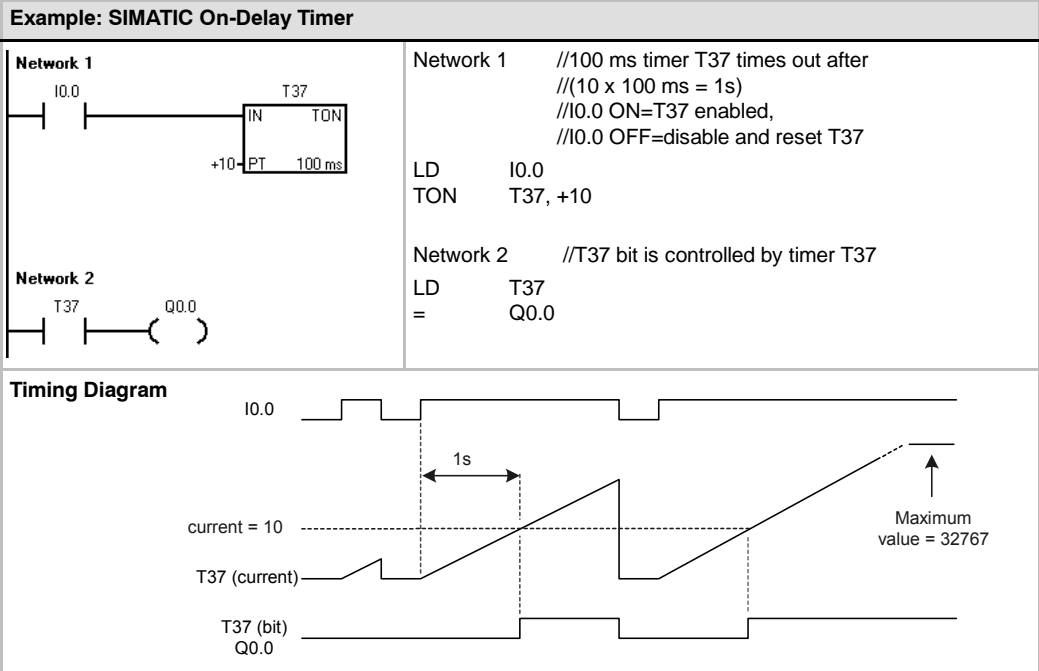 Example: SIMATIC On-Delay Timer
Network 1
I0.0
T37
IN TON
+10 PT 100 ms
Network 2
T37 Q0.0
Network 1 //100 ms timer T37 times out after
//(10 x 100 ms = 1s)
//I0.0 ON=T37 enabled,
//I0.0 OFF=disable and reset T37
LD I0.0
TON T37, +10
Network 2 //T37 bit is controlled by timer T37
LD T37
= Q0.0
Timing Diagram
I0.0
1s
current = 10
Maximum
value = 32767
T37 (current)
T37 (bit)
Q0.0